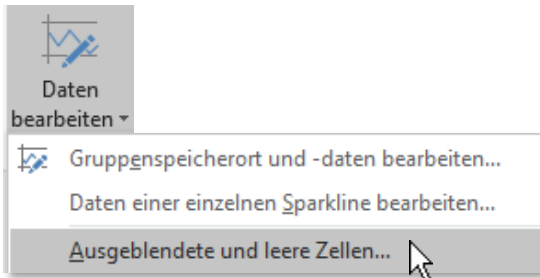 Daten
bearbeiten
Gruppenspeicherort und -daten bearbeiten...
Daten einer einzelnen Sparkline bearbeiten...
Ausgeblendete und leere Zellen...